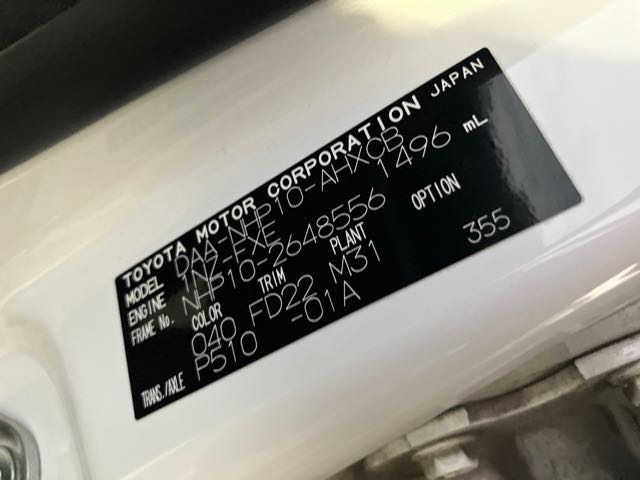 TOYOTA MOTOR CORPORATION JAPAN
MODEL DAA-NHP10-AHXCB
ENGINE 1NZ-FXE 1496 mL
FRAME No. NHP10-2648556
COLOR TRIM PLANT OPTION
040 FD22 M31 355
TRANS./AXLE P510 -01A